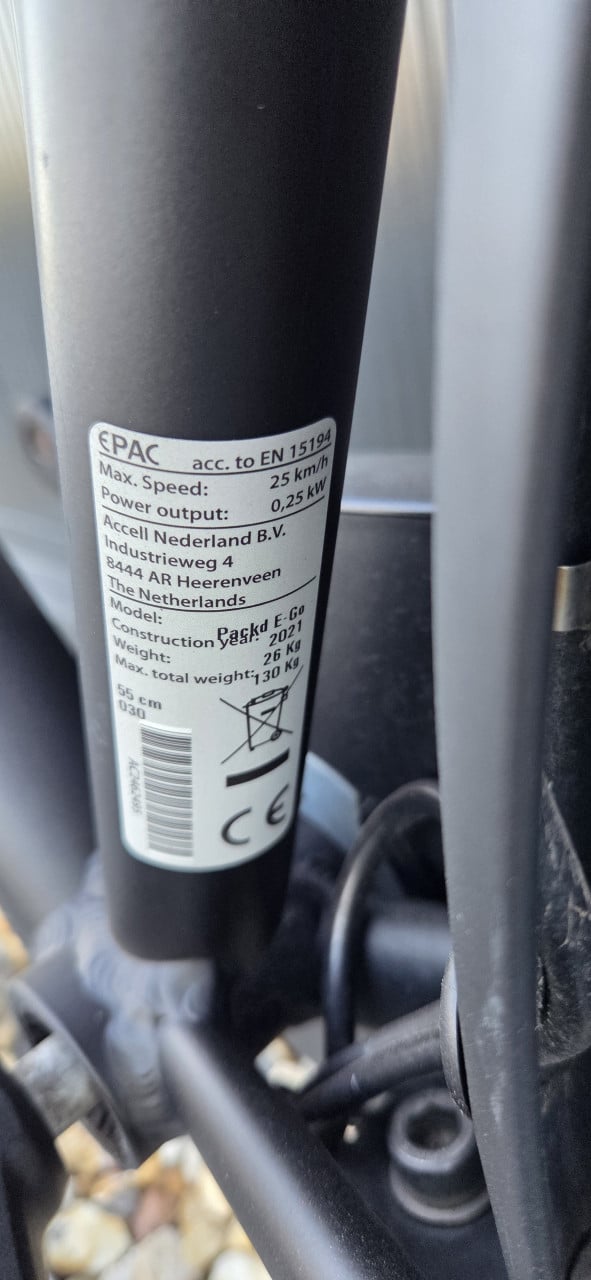 EPAC acc. to EN 15194
Max. Speed: 25 km/h
Power output: 0,25 kW
Accell Nederland B.V.
Industrieweg 4
8444 AR Heerenveen
The Netherlands
Model: Packd E-Go
Construction year: 2021
Weight: 26 Kg
Max. total weight: 130 Kg
55 cm
030
CE